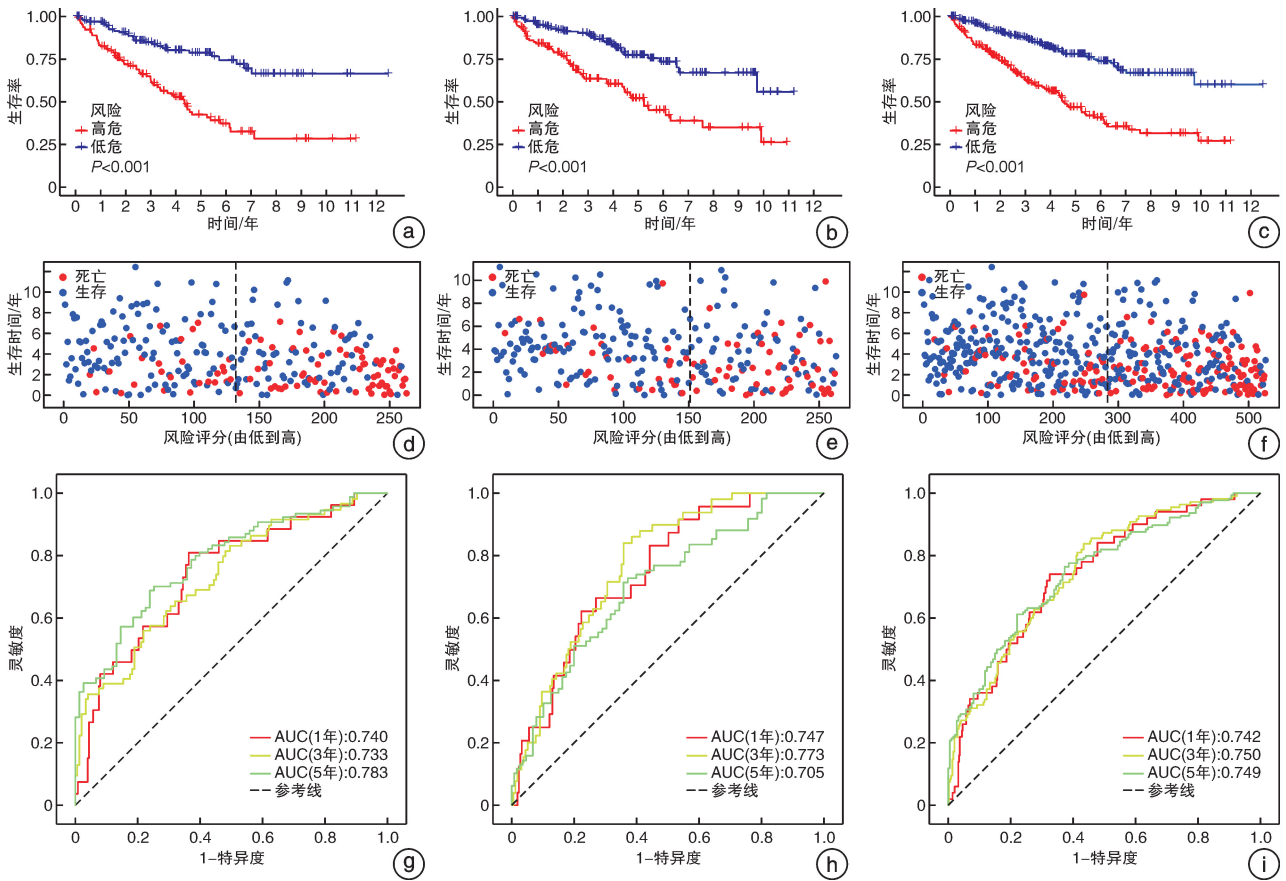 1.00
0.75
0.50
0.25
0
生存率
风险
高危
低危
P<0.001
0 1 2 3 4 5 6 7 8 9 10 11 12
时间/年
a
1.00
0.75
0.50
0.25
0
生存率
风险
高危
低危
P<0.001
0 1 2 3 4 5 6 7 8 9 10 11 12
时间/年
b
1.00
0.75
0.50
0.25
0
生存率
风险
高危
低危
P<0.001
0 1 2 3 4 5 6 7 8 9 10 11 12
时间/年
c
死亡
生存
10
8
6
4
2
0
生存时间/年
0 50 100 150 200 250
风险评分(由低到高)
d
死亡
生存
10
8
6
4
2
0
生存时间/年
0 50 100 150 200 250
风险评分(由低到高)
e
死亡
生存
10
8
6
4
2
0
生存时间/年
0 100 200 300 400 500
风险评分(由低到高)
f
1.0
0.8
0.6
0.4
0.2
0
灵敏度
AUC(1年):0.740
AUC(3年):0.733
AUC(5年):0.783
参考线
0 0.2 0.4 0.6 0.8 1.0
1-特异度
g
1.0
0.8
0.6
0.4
0.2
0
灵敏度
AUC(1年):0.747
AUC(3年):0.773
AUC(5年):0.705
参考线
0 0.2 0.4 0.6 0.8 1.0
1-特异度
h
1.0
0.8
0.6
0.4
0.2
0
灵敏度
AUC(1年):0.742
AUC(3年):0.750
AUC(5年):0.749
参考线
0 0.2 0.4 0.6 0.8 1.0
1-特异度
i